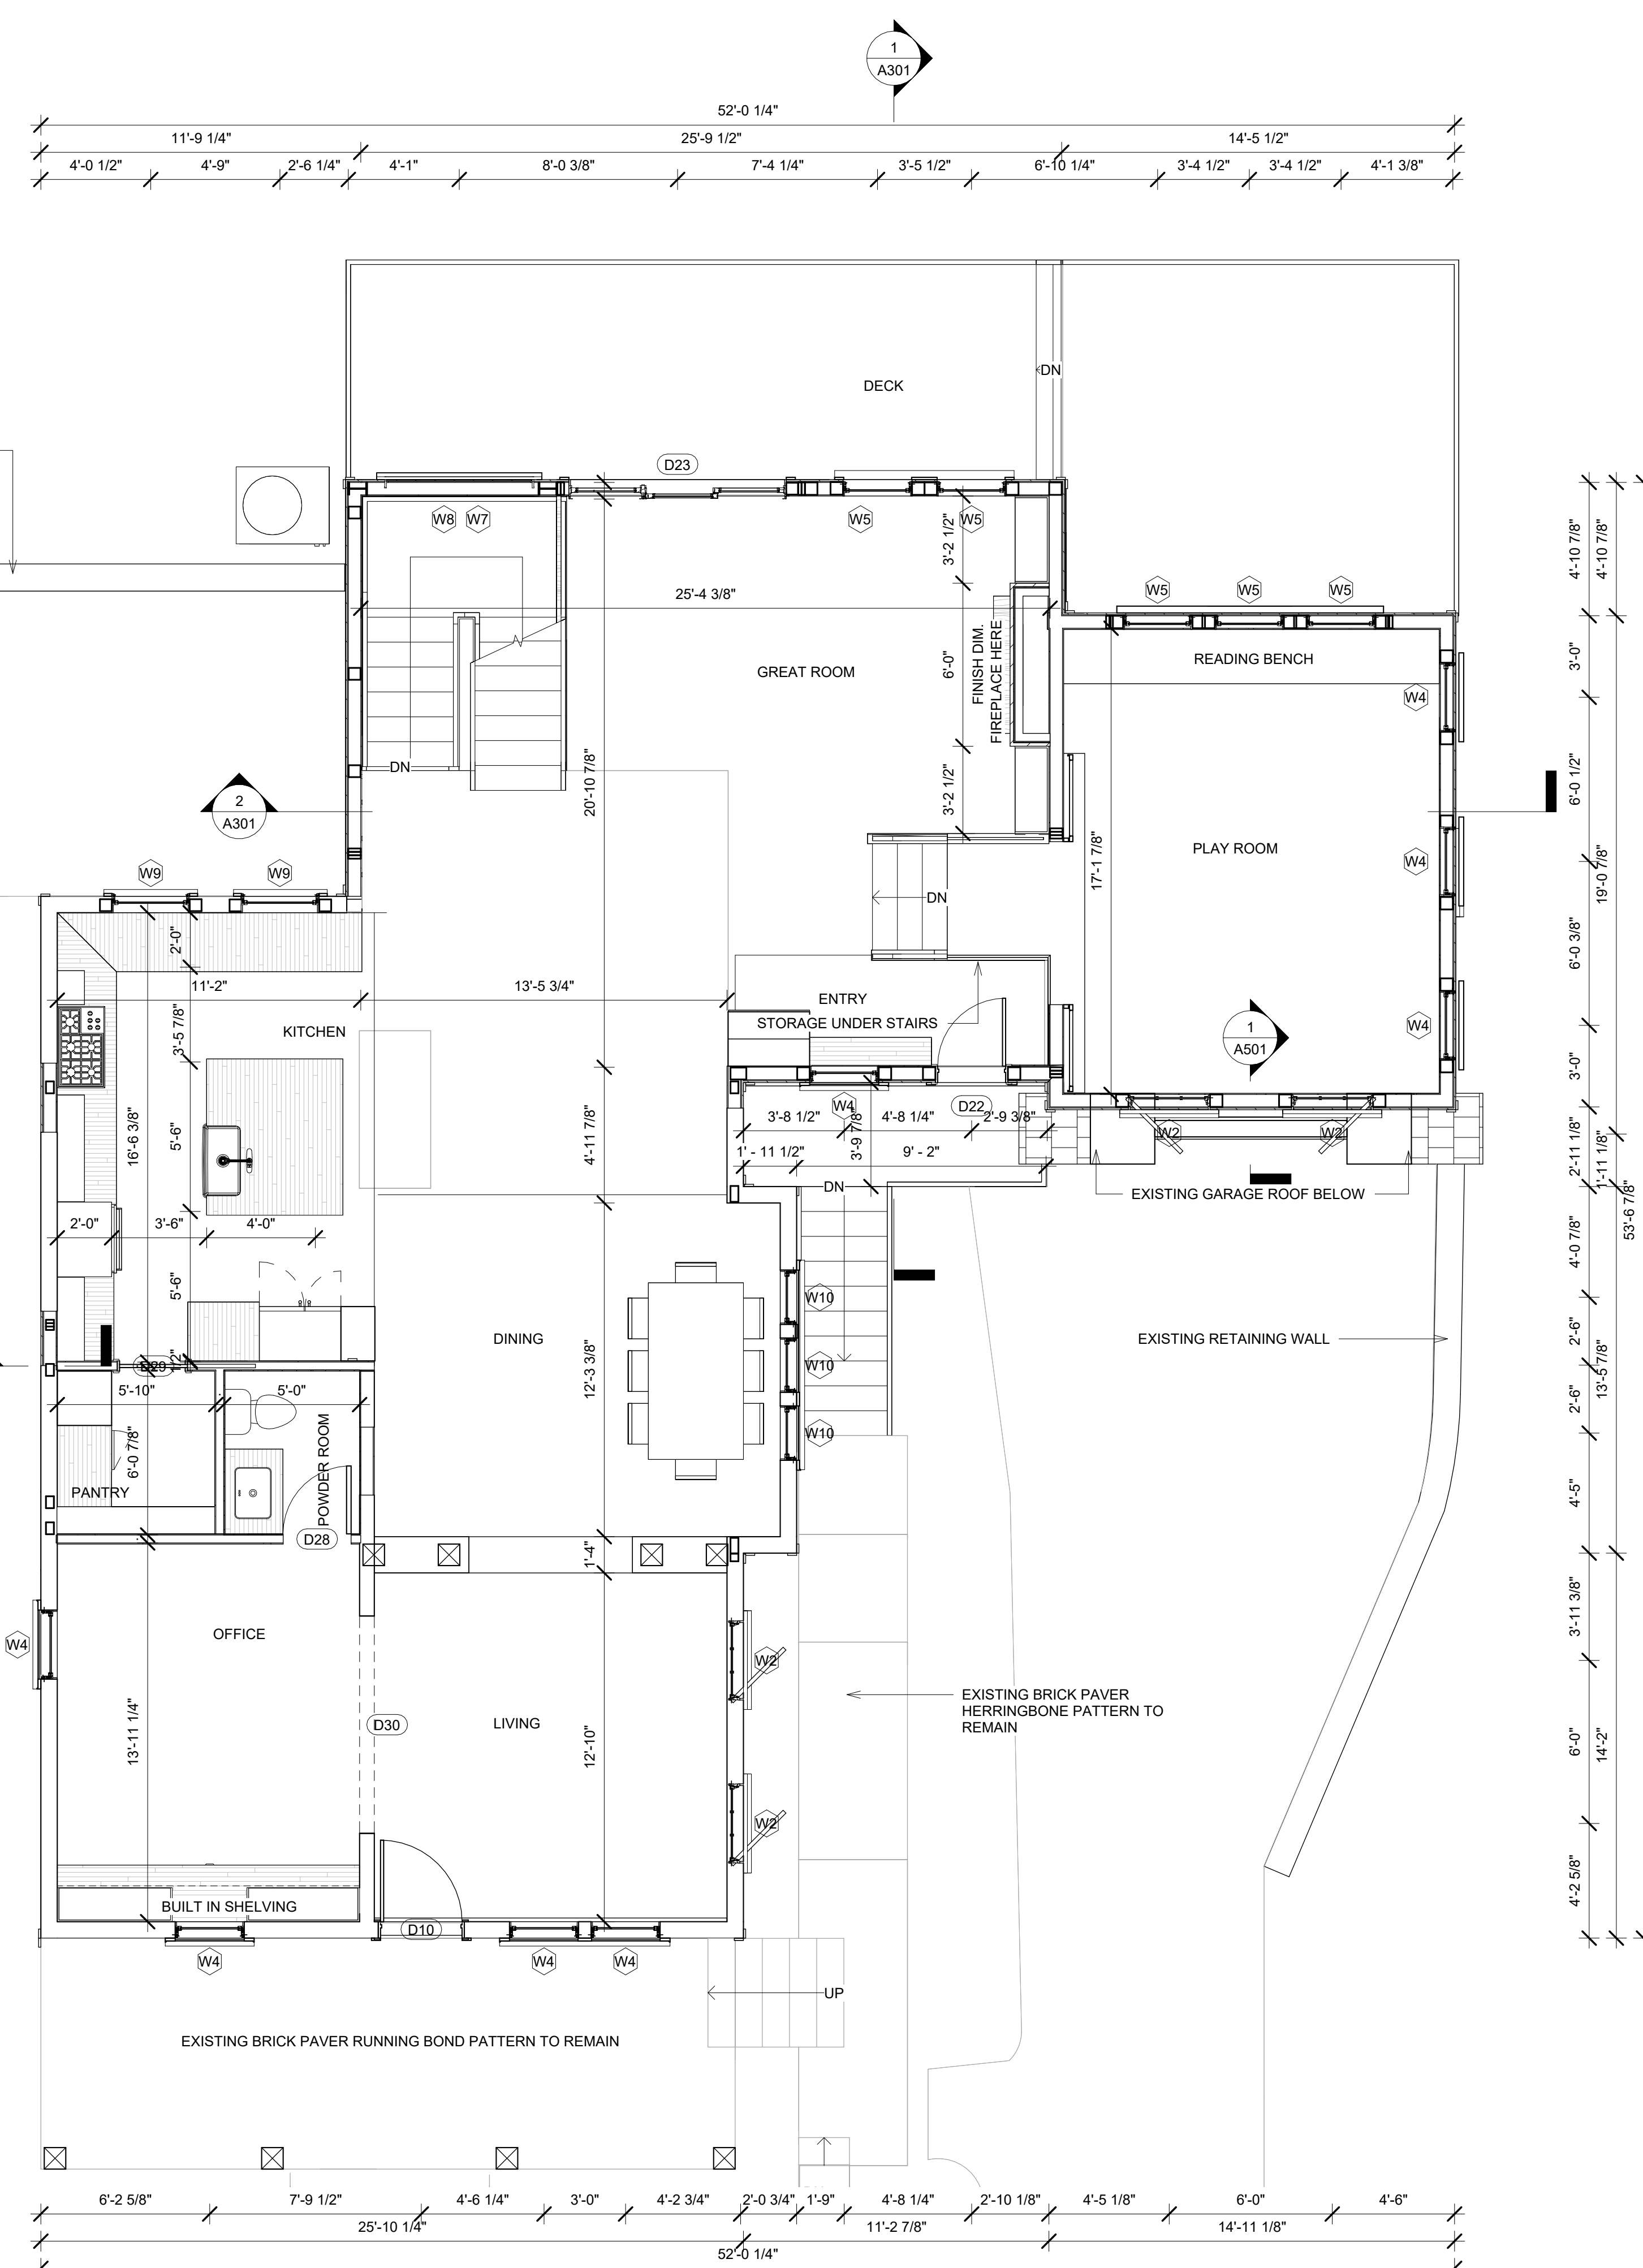 1
A301
52'-0 1/4"
11'-9 1/4"
25'-9 1/2"
14'-5 1/2"
4'-0 1/2"
4'-9"
2'-6 1/4"
4'-1"
8'-0 3/8"
7'-4 1/4"
3'-5 1/2"
6'-10 1/4"
3'-4 1/2"
3'-4 1/2"
4'-1 3/8"
DN
DECK
D23
W8
W7
W5
W5
3'-2 1/2"
4'-10 7/8"
4'-10 7/8"
25'-4 3/8"
W5
W5
W5
GREAT ROOM
6'-0"
FINISH DIM.
FIREPLACE HERE
READING BENCH
3'-0"
W4
DN
20'-10 7/8"
3'-2 1/2"
6'-0 1/2"
2
A301
17'-1 7/8"
PLAY ROOM
W4
19'-0 7/8"
W9
W9
DN
2'-0"
6'-0 3/8"
11'-2"
13'-5 3/4"
ENTRY
STORAGE UNDER STAIRS
KITCHEN
3'-5 7/8"
1
A501
W4
3'-0"
16'-6 3/8"
5'-6"
4'-11 7/8"
3'-8 1/2"
W4
4'-8 1/4"
D22
2'-9 3/8"
3'-9 7/8"
1' - 11 1/2"
9' - 2"
W2
W2
2'-11 1/8"
1'-11 1/8"
DN
EXISTING GARAGE ROOF BELOW
53'-6 7/8"
2'-0"
3'-6"
4'-0"
4'-0 7/8"
5'-6"
W10
DINING
EXISTING RETAINING WALL
2'-6"
D29
W10
12'-3 3/8"
13'-5 7/8"
5'-10"
5'-0"
2'-6"
W10
6'-0 7/8"
POWDER ROOM
PANTRY
4'-5"
D28
1'-4"
OFFICE
W4
3'-11 3/8"
W2
EXISTING BRICK PAVER
HERRINGBONE PATTERN TO
REMAIN
D30
LIVING
13'-11 1/4"
12'-10"
6'-0"
14'-2"
W2
4'-2 5/8"
BUILT IN SHELVING
D10
W4
W4
W4
UP
EXISTING BRICK PAVER RUNNING BOND PATTERN TO REMAIN
6'-2 5/8"
7'-9 1/2"
4'-6 1/4"
3'-0"
4'-2 3/4"
2'-0 3/4"
1'-9"
4'-8 1/4"
2'-10 1/8"
4'-5 1/8"
6'-0"
4'-6"
25'-10 1/4"
11'-2 7/8"
14'-11 1/8"
52'-0 1/4"